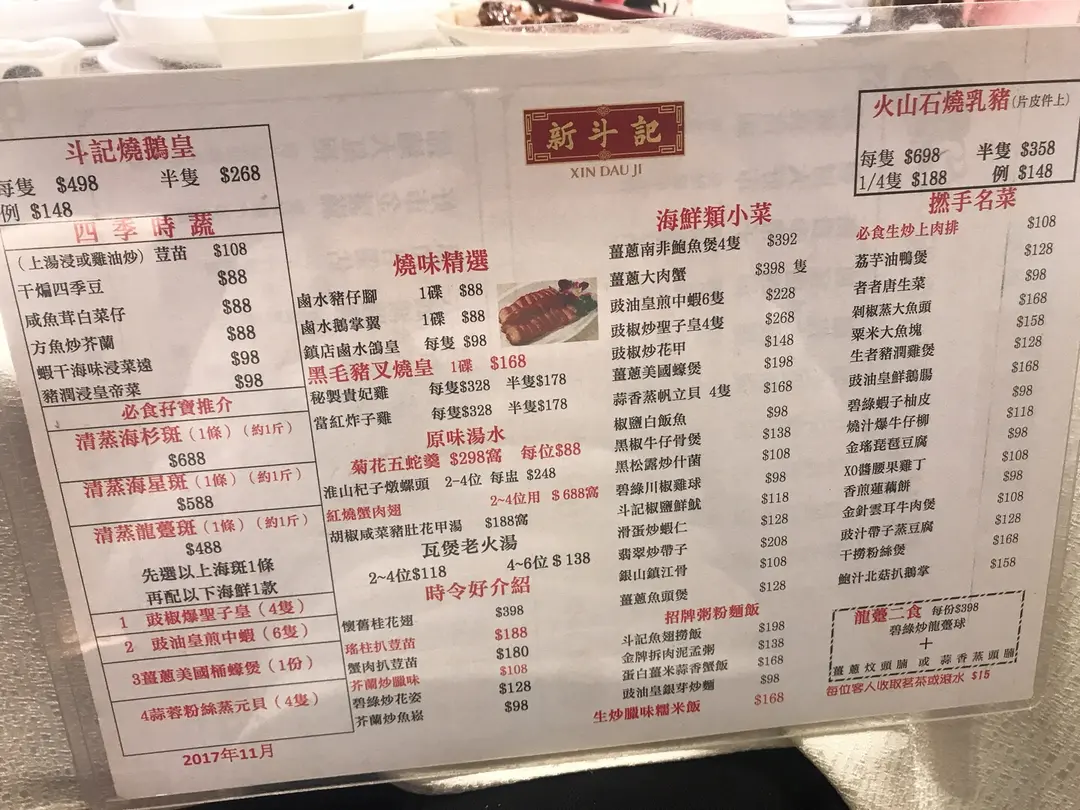 新斗記
XIN DAU JI
斗記燒鵝皇
每隻 $498 半隻 $268
例 $148
四季時蔬
（上湯浸或雞油炒）荳苗 $108
干煸四季豆 $88
咸魚茸白菜仔 $88
方魚炒芥蘭 $88
蝦干海味浸菜遠 $98
豬潤浸皇帝菜 $98
必食孖寶推介
清蒸海杉斑（1條）（約1斤）
$688
清蒸海星斑（1條）（約1斤）
$588
清蒸龍躉斑（1條）（約1斤）
$488
先選以上海斑1條
再配以下海鮮1款
1 豉椒爆聖子皇（4隻）
2 豉油皇煎中蝦（6隻）
3薑蔥美國桶蠔煲（1份）
4蒜蓉粉絲蒸元貝（4隻）
2017年11月
燒味精選
鹵水豬仔腳 1碟 $88
鹵水鵝掌翼 1碟 $88
鎮店鹵水鴿皇 每隻 $98
黑毛豬叉燒皇 1碟 $168
秘製貴妃雞 每隻$328 半隻$178
當紅炸子雞 每隻$328 半隻$178
原味湯水
菊花五蛇羹 $298窩 每位$88
淮山杞子燉螺頭 2-4位 每盅 $248
紅燒蟹肉翅 2~4位用 $688窩
胡椒咸菜豬肚花甲湯 $188窩
瓦煲老火湯
2~4位$118 4~6位$138
時令好介紹
懷舊桂花翅 $398
瑤柱扒荳苗 $188
蟹肉扒荳苗 $180
芥蘭炒臘味 $108
碧綠炒花姿 $128
芥蘭炒魚崧 $98
海鮮類小菜
薑蔥南非鮑魚煲4隻 $392
薑蔥大肉蟹 $398 隻
豉油皇煎中蝦6隻 $228
豉椒炒聖子皇4隻 $268
豉椒炒花甲 $148
薑蔥美國蠔煲 $198
蒜香蒸帆立貝 4隻 $168
椒鹽白飯魚 $98
黑椒牛仔骨煲 $138
黑松露炒什菌 $108
碧綠川椒雞球 $98
斗記椒鹽鮮魷 $118
滑蛋炒蝦仁 $128
翡翠炒帶子 $208
銀山鎮江骨 $108
薑蔥魚頭煲 $128
招牌粥粉麵飯
斗記魚翅撈飯 $198
金牌拆肉泥孟粥 $138
蛋白薑米蒜香蟹飯 $168
豉油皇銀芽炒麵 $98
生炒臘味糯米飯 $168
火山石燒乳豬（片皮件上）
每隻 $698 半隻 $358
1/4隻 $188 例 $148
撚手名菜
必食生炒上肉排 $108
荔芋油鴨煲 $128
者者唐生菜 $98
剁椒蒸大魚頭 $168
粟米大魚塊 $158
生者豬潤雞煲 $128
豉油皇鮮鵝腸 $168
碧綠蝦子柚皮 $98
燒汁爆牛仔柳 $118
金瑤琵琶豆腐 $98
XO醬腰果雞丁 $108
香煎蓮藕餅 $98
金針雲耳牛肉煲 $108
豉汁帶子蒸豆腐 $128
干撈粉絲煲 $168
鮑汁北菇扒鵝掌 $158
龍躉二食 每份$398
碧綠炒龍躉球
+
薑蔥炆頭腩 或 蒜香蒸頭腩
每位客人收取茗茶或滾水 $15